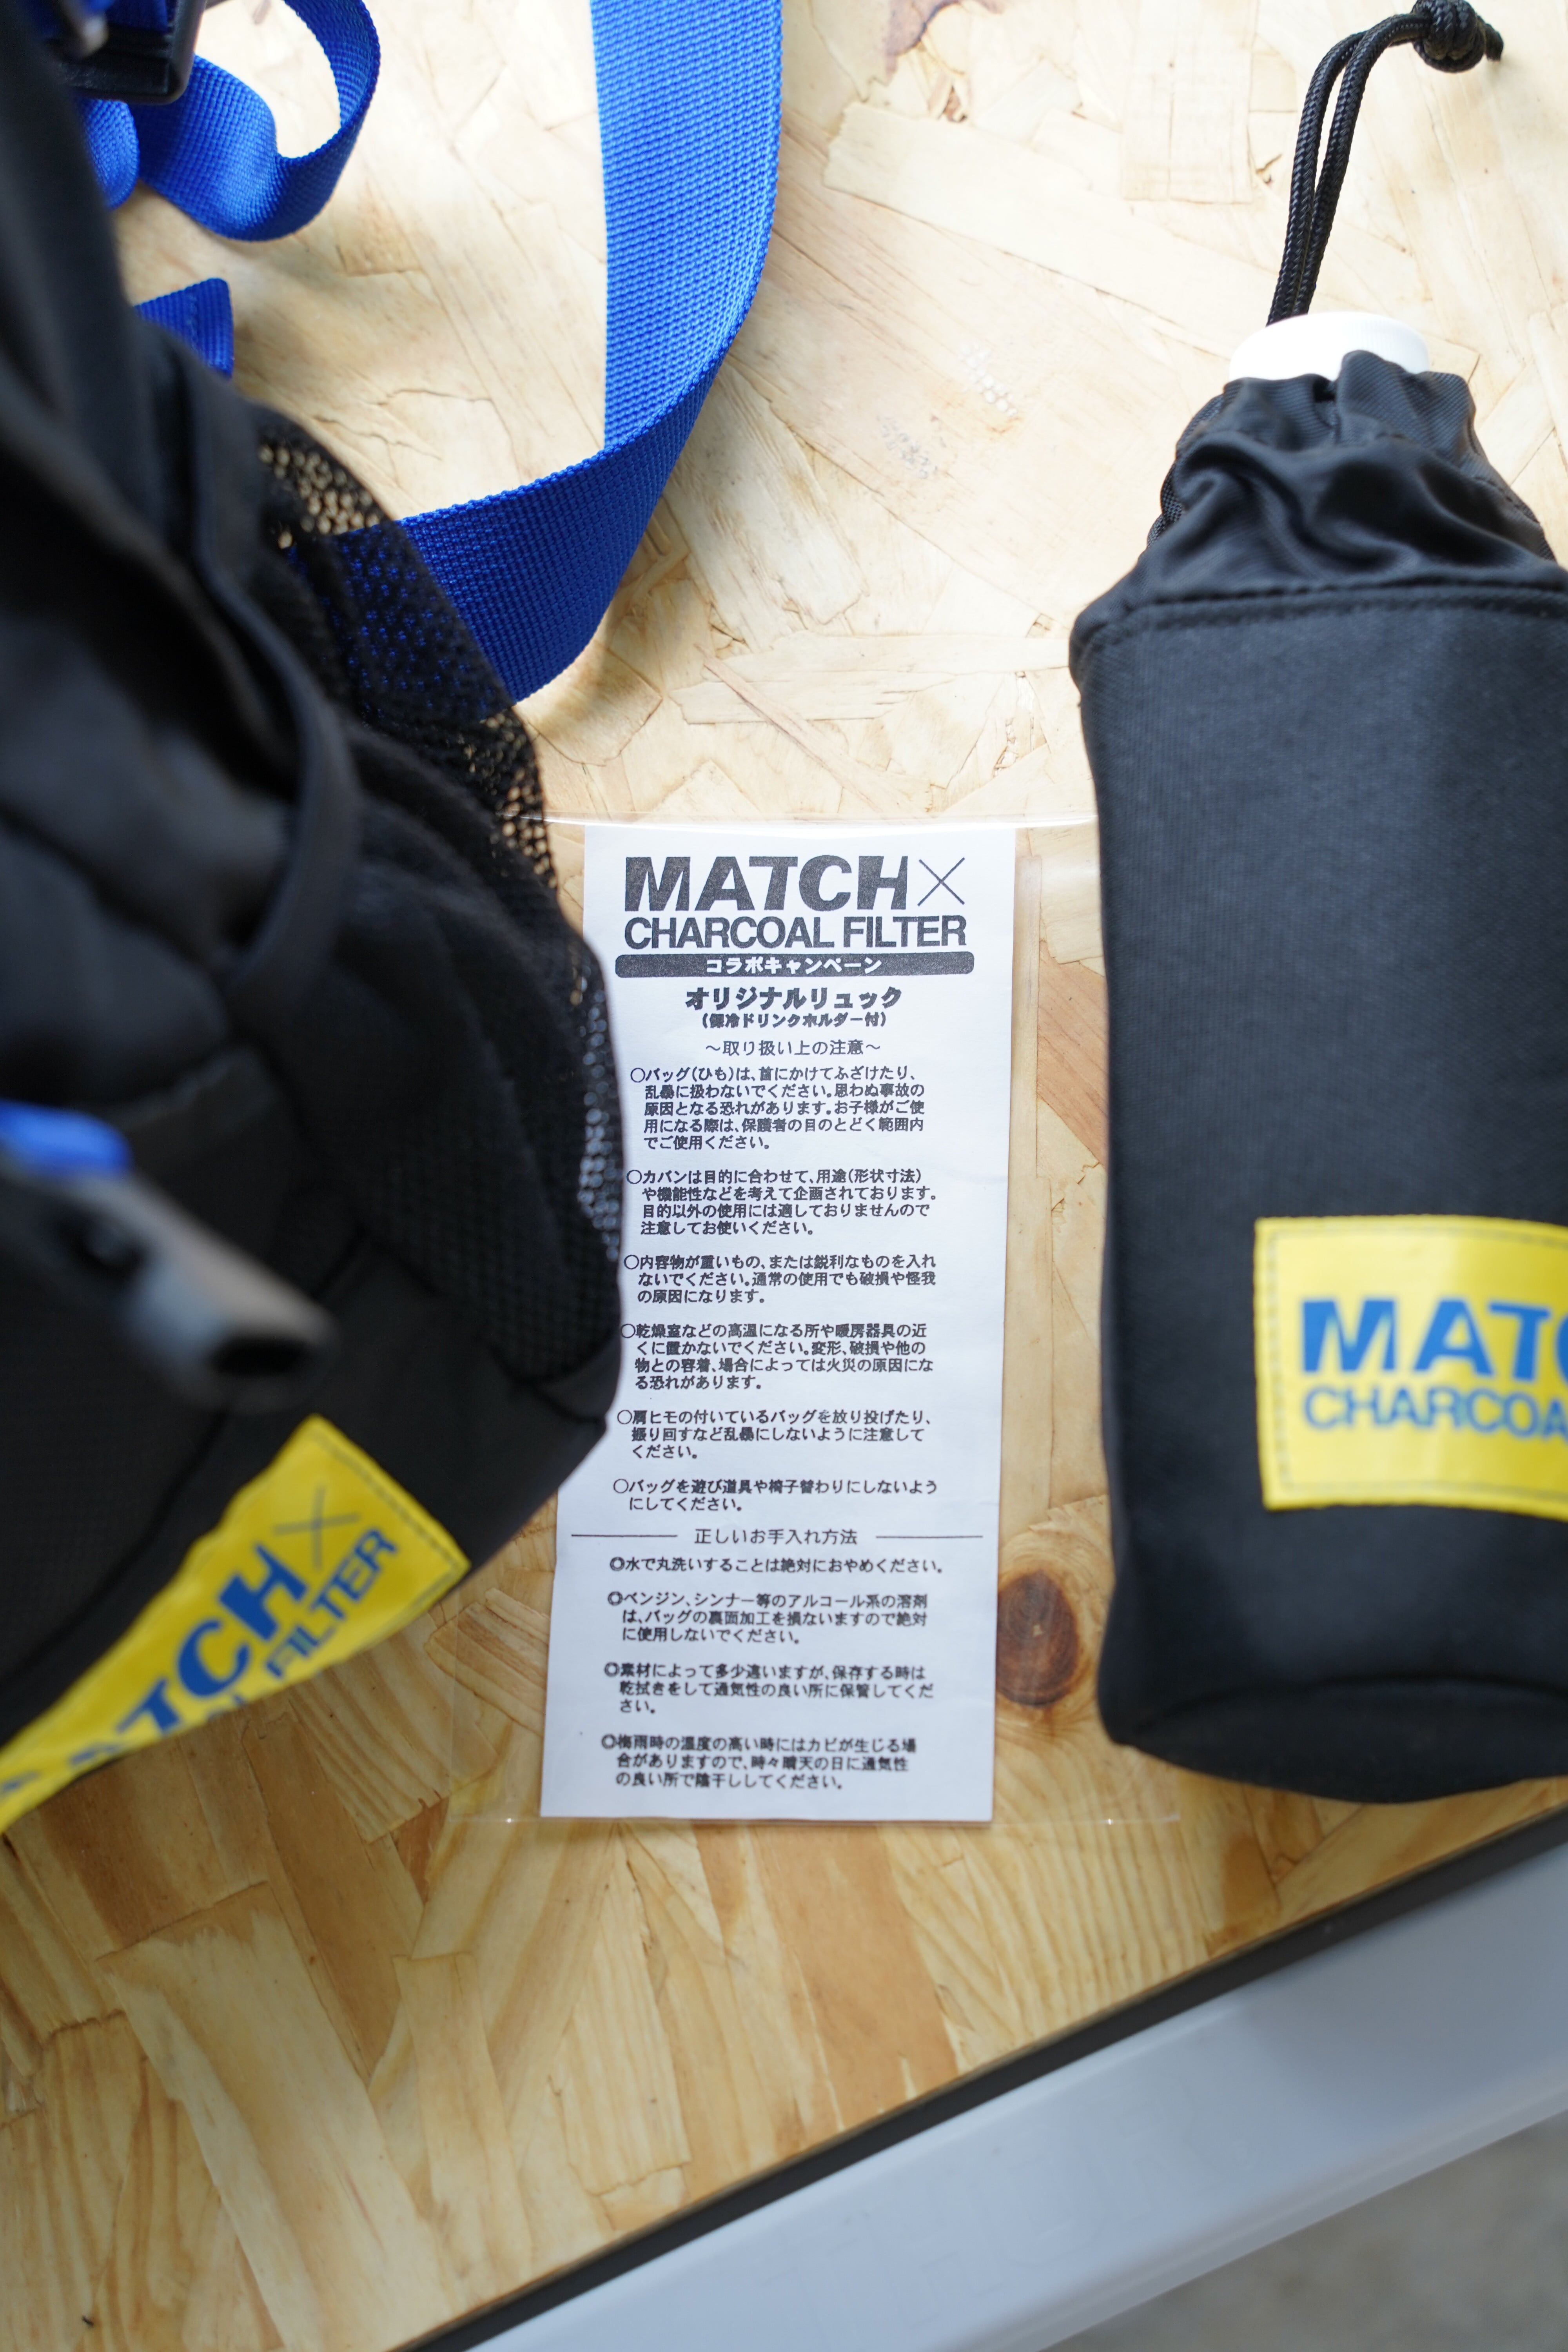 MATCH×
CHARCOAL FILTER
コラボキャンペーン
オリジナルリュック
(保冷ドリンクホルダー付)
～取り扱い上の注意～
○バッグ(ひも)は、首にかけてふざけたり、
乱暴に扱わないでください。思わぬ事故の
原因となる恐れがあります。お子様がご使
用になる際は、保護者の目のとどく範囲内
でご使用ください。
○カバンは目的に合わせて、用途(形状寸法)
や機能性などを考えて企画されております。
目的以外の使用には適しておりませんので
注意してお使いください。
○内容物が重いもの、または鋭利なものを入れ
ないでください。通常の使用でも破損や怪我
の原因になります。
○乾燥室などの高温になる所や暖房器具の近
くに置かないでください。変形、破損や他の
物との容着、場合によっては火災の原因にな
る恐れがあります。
○肩ヒモの付いているバッグを放り投げたり、
振り回すなど乱暴にしないように注意して
ください。
○バッグを遊び道具や椅子替わりにしないよう
にしてください。
正しいお手入れ方法
◎水で丸洗いすることは絶対におやめください。
◎ベンジン、シンナー等のアルコール系の溶剤
は、バッグの裏面加工を損ないますので絶対
に使用しないでください。
◎素材によって多少違いますが、保存する時は
乾拭きをして通気性の良い所に保管してくだ
さい。
◎梅雨時の湿度の高い時にはカビが生じる場
合がありますので、時々晴天の日に通気性
の良い所で陰干ししてください。
MATCH×
FILTER
MATC
CHARCOA